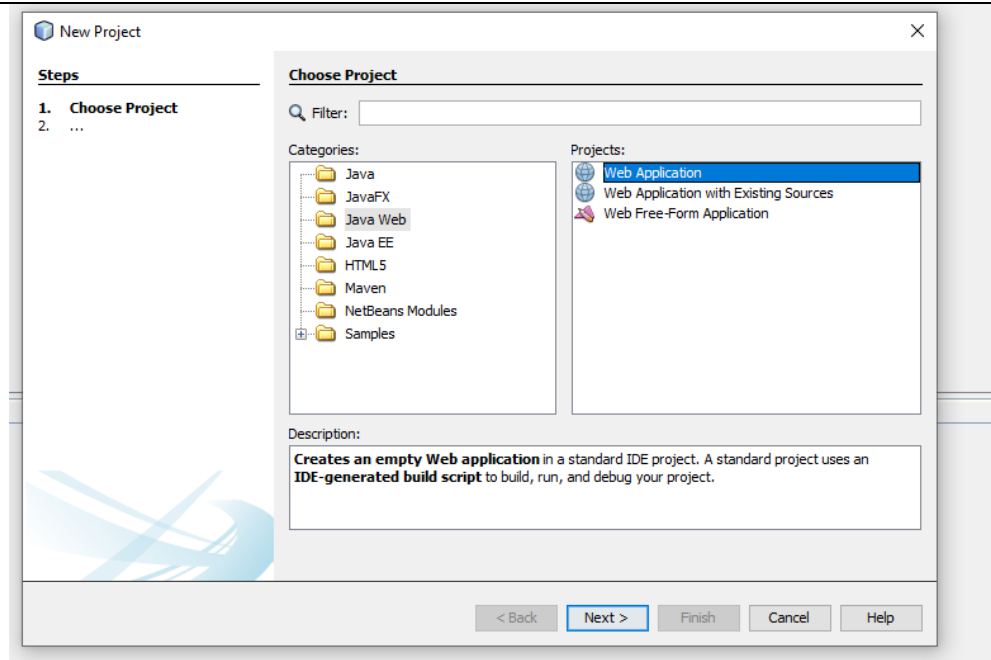 New Project
Steps
1. Choose Project
2. ...
Choose Project
Filter:
Categories:
Java
JavaFX
Java Web
Java EE
HTML5
Maven
NetBeans Modules
Samples
Projects:
Web Application
Web Application with Existing Sources
Web Free-Form Application
Description:
Creates an empty Web application in a standard IDE project. A standard project uses an
IDE-generated build script to build, run, and debug your project.
< Back Next > Finish Cancel Help